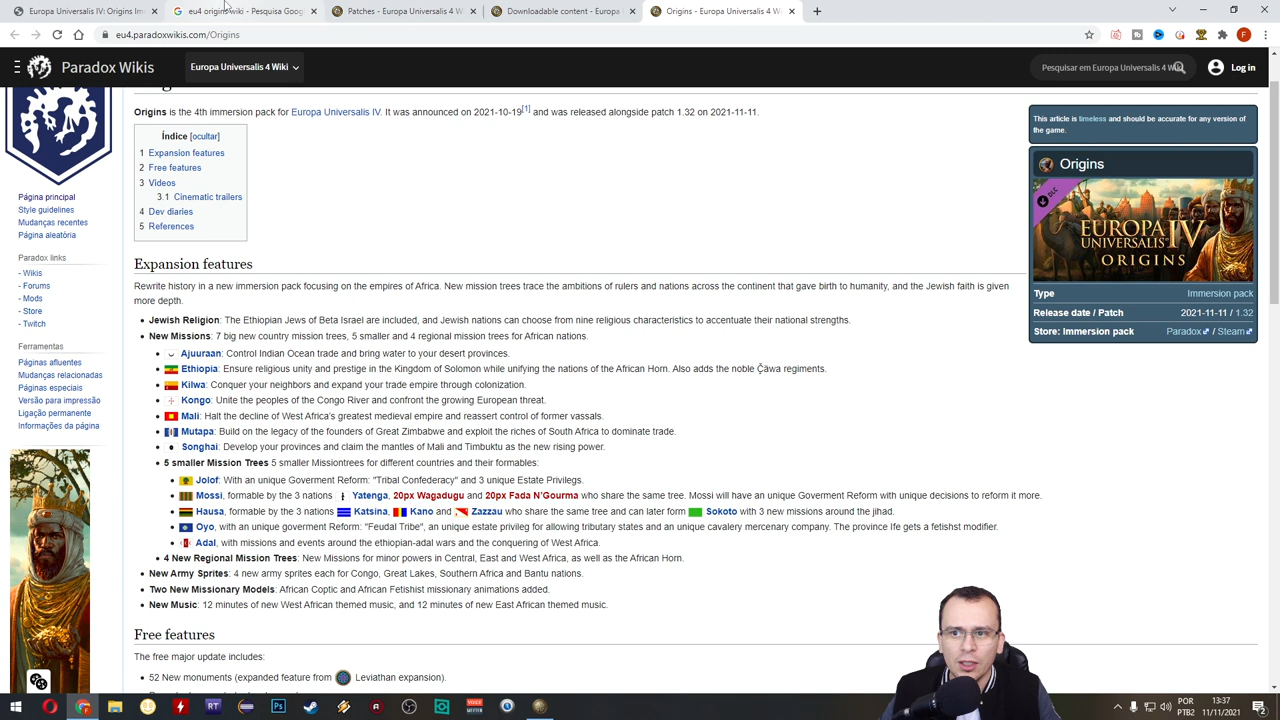 Europa Universalis IV: Origins Im
eu4 origins wiki - Pesquisa Goog
Patches - Europa Universalis 4 W
Downloadable content - Europa U
Origins - Europa Universalis 4 Wi
eu4.paradoxwikis.com/Origins
F
Paradox Wikis
Europa Universalis 4 Wiki
Pesquisar em Europa Universalis 4 Wiki
Log in
Página principal
Style guidelines
Mudanças recentes
Página aleatória
Paradox links
- Wikis
- Forums
- Mods
- Store
- Twitch
Ferramentas
Páginas afluentes
Mudanças relacionadas
Páginas especiais
Versão para impressão
Ligação permanente
Informações da página
Origins is the 4th immersion pack for Europa Universalis IV. It was announced on 2021-10-19[1] and was released alongside patch 1.32 on 2021-11-11.
Índice [ocultar]
1 Expansion features
2 Free features
3 Videos
3.1 Cinematic trailers
4 Dev diaries
5 References
This article is timeless and should be accurate for any version of
the game.
Origins
DLC
EUROPA
UNIVERSALIS IV
ORIGINS
Type Immersion pack
Release date / Patch 2021-11-11 / 1.32
Store: Immersion pack Paradox / Steam
Expansion features
Rewrite history in a new immersion pack focusing on the empires of Africa. New mission trees trace the ambitions of rulers and nations across the continent that gave birth to humanity, and the Jewish faith is given
more depth.
• Jewish Religion: The Ethiopian Jews of Beta Israel are included, and Jewish nations can choose from nine religious characteristics to accentuate their national strengths.
• New Missions: 7 big new country mission trees, 5 smaller and 4 regional mission trees for African nations.
• Ajuuraan: Control Indian Ocean trade and bring water to your desert provinces.
• Ethiopia: Ensure religious unity and prestige in the Kingdom of Solomon while unifying the nations of the African Horn. Also adds the noble Çäwa regiments.
• Kilwa: Conquer your neighbors and expand your trade empire through colonization.
• Kongo: Unite the peoples of the Congo River and confront the growing European threat.
• Mali: Halt the decline of West Africa's greatest medieval empire and reassert control of former vassals.
• Mutapa: Build on the legacy of the founders of Great Zimbabwe and exploit the riches of South Africa to dominate trade.
• Songhai: Develop your provinces and claim the mantles of Mali and Timbuktu as the new rising power.
• 5 smaller Mission Trees 5 smaller Missiontrees for different countries and their formables:
• Jolof: With an unique Goverment Reform: "Tribal Confederacy" and 3 unique Estate Privilegs.
• Mossi, formable by the 3 nations Yatenga, 20px Wagadugu and 20px Fada N'Gourma who share the same tree. Mossi will have an unique Goverment Reform with unique decisions to reform it more.
• Hausa, formable by the 3 nations Katsina, Kano and Zazzau who share the same tree and can later form Sokoto with 3 new missions around the jihad.
• Oyo, with an unique goverment Reform: "Feudal Tribe", an unique estate privileg for allowing tributary states and an unique cavalery mercenary company. The province Ife gets a fetishst modifier.
• Adal, with missions and events around the ethiopian-adal wars and the conquering of West Africa.
• 4 New Regional Mission Trees: New Missions for minor powers in Central, East and West Africa, as well as the African Horn.
• New Army Sprites: 4 new army sprites each for Congo, Great Lakes, Southern Africa and Bantu nations.
• Two New Missionary Models: African Coptic and African Fetishist missionary animations added.
• New Music: 12 minutes of new West African themed music, and 12 minutes of new East African themed music.
Free features
The free major update includes:
• 52 New monuments (expanded feature from Leviathan expansion).
RT
Ps
POR
PTB2
13:37
11/11/2021
2